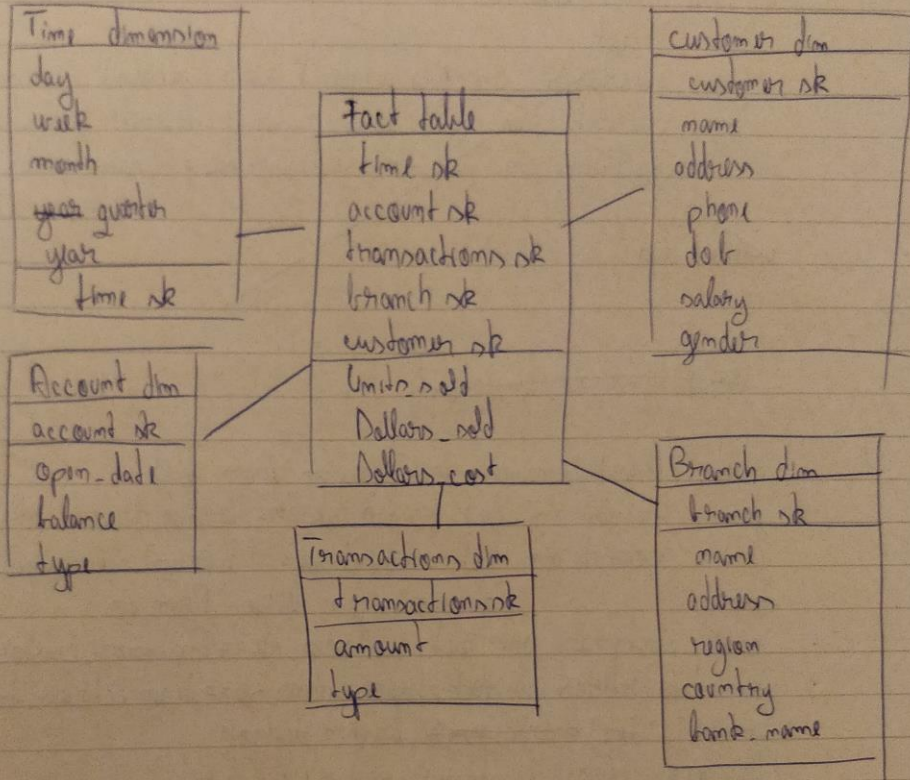 Time dimension
day
week
month
year quarter
year
time sk
Fact table
time sk
account sk
transactions sk
branch sk
customer sk
Units_sold
Dollars_sold
Dollars_cost
customer dim
customer sk
name
address
phone
dob
salary
gender
Account dim
account sk
open_date
balance
type
Transactions dim
transactions sk
amount
type
Branch dim
branch sk
name
address
region
country
bank_name